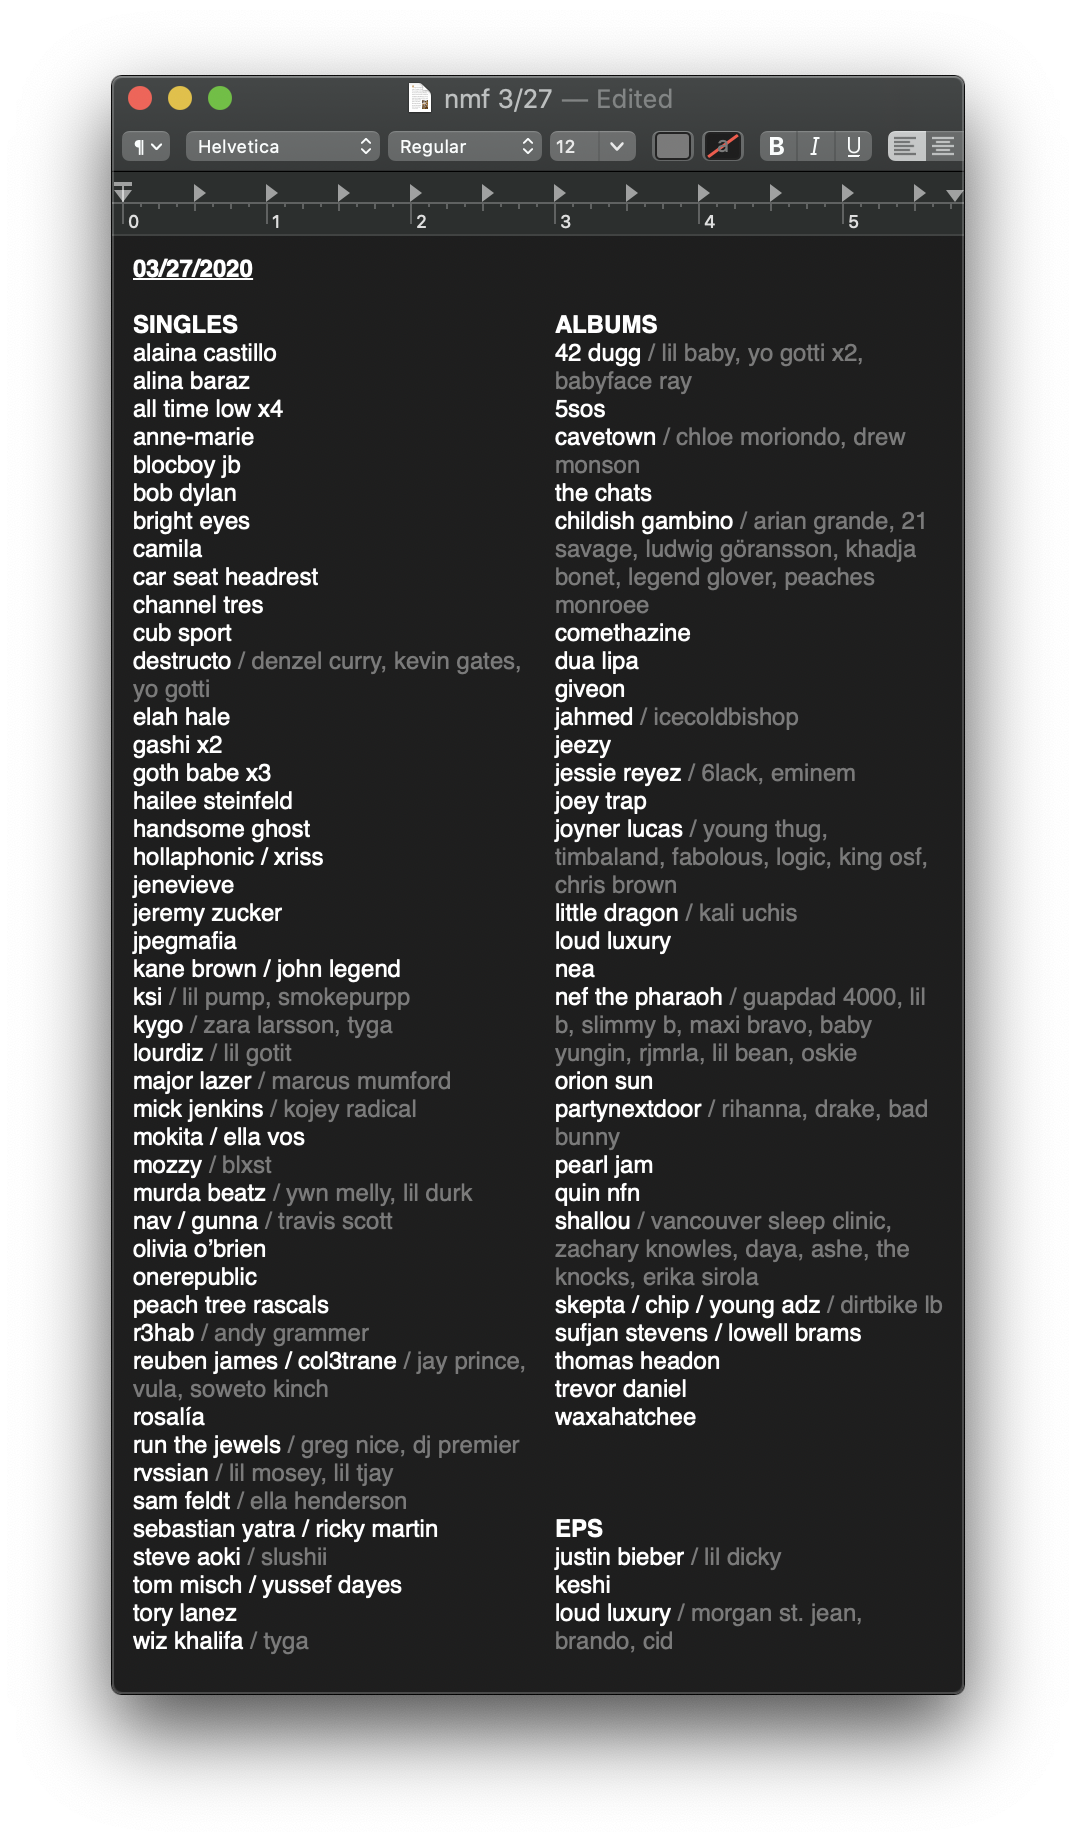 nmf 3/27 — Edited
¶ Helvetica Regular 12 a B I U
0 1 2 3 4 5
03/27/2020
SINGLES
alaina castillo
alina baraz
all time low x4
anne-marie
blocboy jb
bob dylan
bright eyes
camila
car seat headrest
channel tres
cub sport
destructo / denzel curry, kevin gates,
yo gotti
elah hale
gashi x2
goth babe x3
hailee steinfeld
handsome ghost
hollaphonic / xriss
jenevieve
jeremy zucker
jpegmafia
kane brown / john legend
ksi / lil pump, smokepurpp
kygo / zara larsson, tyga
lourdiz / lil gotit
major lazer / marcus mumford
mick jenkins / kojey radical
mokita / ella vos
mozzy / blxst
murda beatz / ywn melly, lil durk
nav / gunna / travis scott
olivia o’brien
onerepublic
peach tree rascals
r3hab / andy grammer
reuben james / col3trane / jay prince,
vula, soweto kinch
rosalía
run the jewels / greg nice, dj premier
rvssian / lil mosey, lil tjay
sam feldt / ella henderson
sebastian yatra / ricky martin
steve aoki / slushii
tom misch / yussef dayes
tory lanez
wiz khalifa / tyga
ALBUMS
42 dugg / lil baby, yo gotti x2,
babyface ray
5sos
cavetown / chloe moriondo, drew
monson
the chats
childish gambino / arian grande, 21
savage, ludwig göransson, khadja
bonet, legend glover, peaches
monroee
comethazine
dua lipa
giveon
jahmed / icecoldbishop
jeezy
jessie reyez / 6lack, eminem
joey trap
joyner lucas / young thug,
timbaland, fabolous, logic, king osf,
chris brown
little dragon / kali uchis
loud luxury
nea
nef the pharaoh / guapdad 4000, lil
b, slimmy b, maxi bravo, baby
yungin, rjmrla, lil bean, oskie
orion sun
partynextdoor / rihanna, drake, bad
bunny
pearl jam
quin nfn
shallou / vancouver sleep clinic,
zachary knowles, daya, ashe, the
knocks, erika sirola
skepta / chip / young adz / dirtbike lb
sufjan stevens / lowell brams
thomas headon
trevor daniel
waxahatchee
EPS
justin bieber / lil dicky
keshi
loud luxury / morgan st. jean,
brando, cid